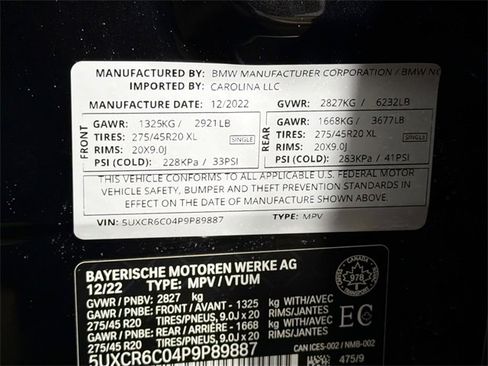 MANUFACTURED BY: BMW MANUFACTURER CORPORATION / BMW NO
IMPORTED BY: CAROLINA LLC
MANUFACTURE DATE: 12/2022 GVWR: 2827KG / 6232LB
FRONT
GAWR: 1325KG / 2921LB
TIRES: 275/45R20 XL SINGLE
RIMS: 20X9.0J
PSI (COLD): 228KPa / 33PSI
REAR
GAWR: 1668KG / 3677LB
TIRES: 275/45R20 XL SINGLE
RIMS: 20X9.0J
PSI (COLD): 283KPa / 41PSI
THIS VEHICLE CONFORMS TO ALL APPLICABLE U.S. FEDERAL MOTOR
VEHICLE SAFETY, BUMPER AND THEFT PREVENTION STANDARDS IN
EFFECT ON THE DATE OF MANUFACTURE SHOWN ABOVE.
VIN: 5UXCR6C04P9P89887 TYPE: MPV
BAYERISCHE MOTOREN WERKE AG
12/22 TYPE: MPV / VTUM
GVWR / PNBV: 2827 kg
GAWR / PNBE: FRONT / AVANT - 1325 kg WITH/AVEC
275/45 R20 TIRES/PNEUS, 9.0J x 20 RIMS/JANTES
GAWR / PNBE: REAR / ARRIÈRE - 1668 kg WITH/AVEC
275/45 R20 TIRES/PNEUS, 9.0J x 20 RIMS/JANTES
5UXCR6C04P9P89887
CANADA
978
EC
CAN ICES-002 / NMB-002
475/9